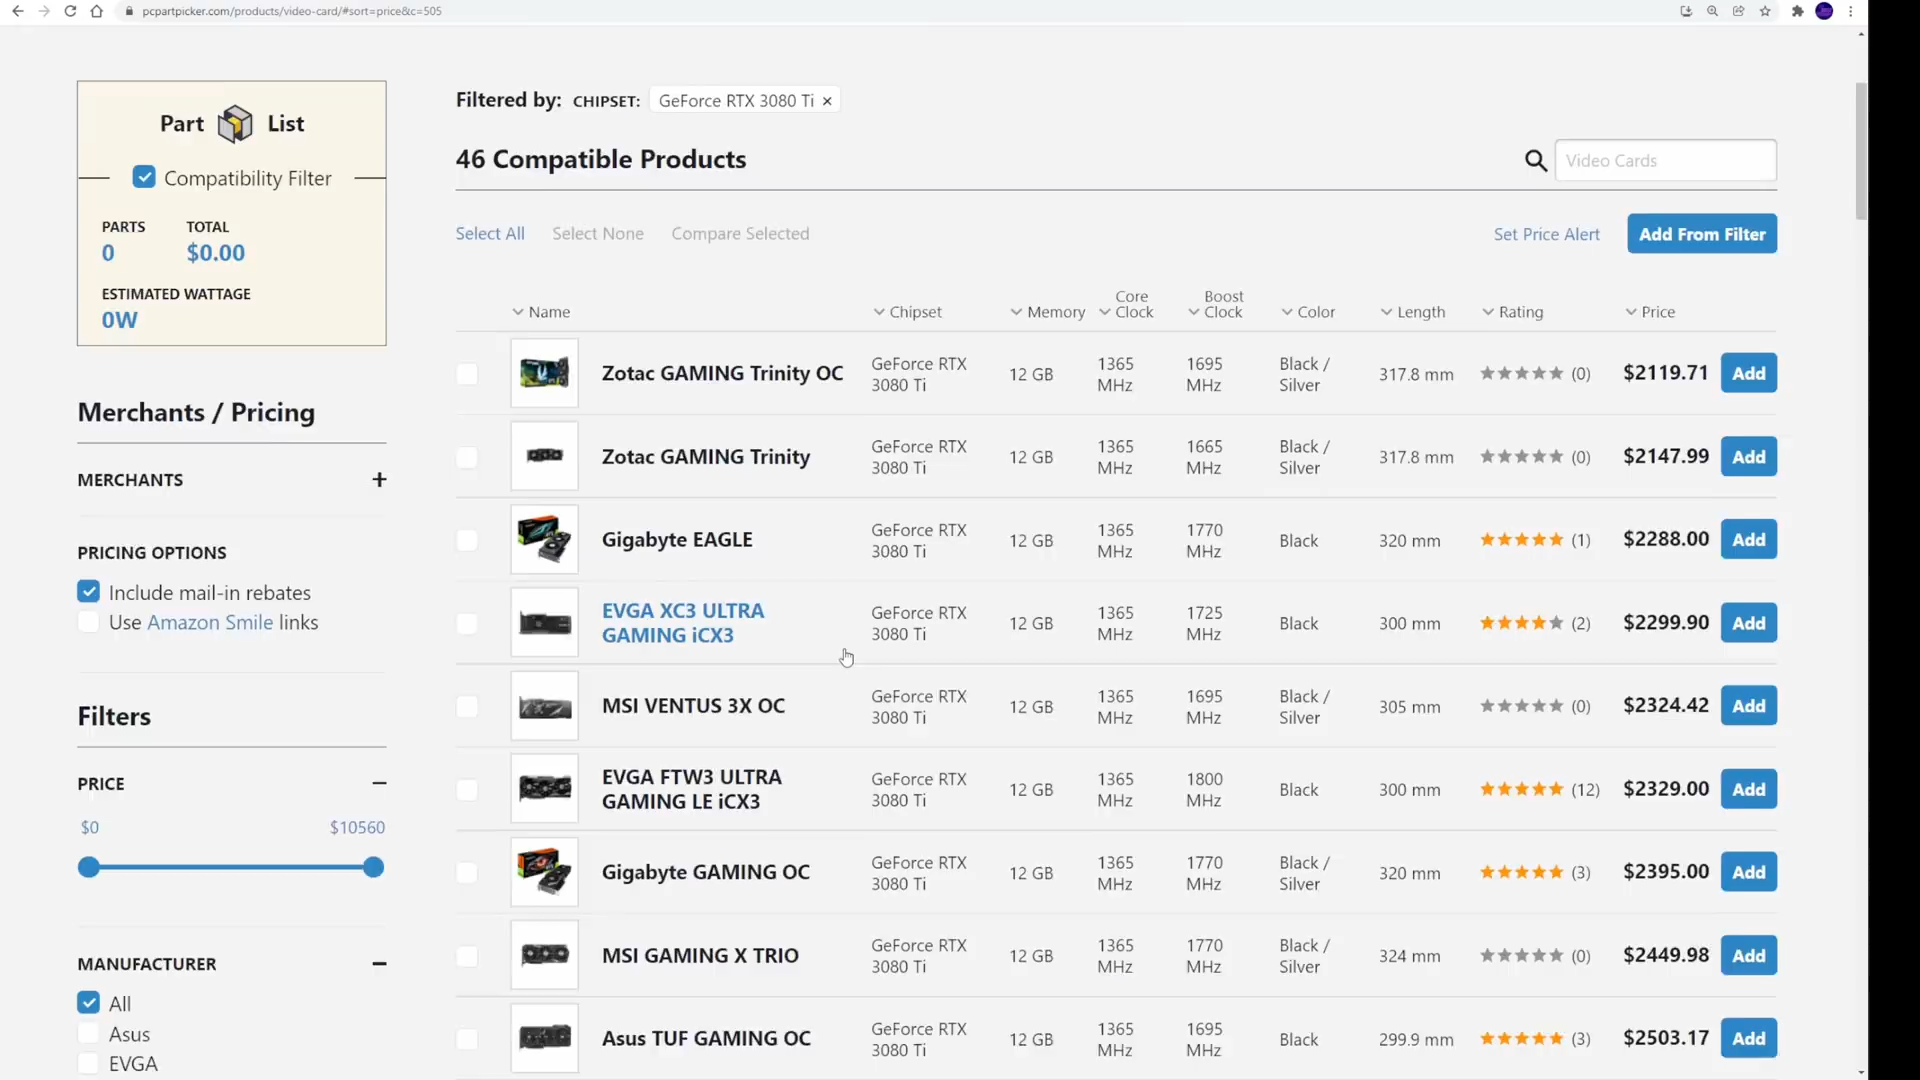 pcpartpicker.com/products/video-card/#sort=price&c=505
Part List
Compatibility Filter
PARTS TOTAL
0 $0.00
ESTIMATED WATTAGE
0W
Merchants / Pricing
MERCHANTS +
PRICING OPTIONS
Include mail-in rebates
Use Amazon Smile links
Filters
PRICE −
$0 $10560
MANUFACTURER −
All
Asus
EVGA
Filtered by: CHIPSET: GeForce RTX 3080 Ti ×
46 Compatible Products
Video Cards
Select All Select None Compare Selected Set Price Alert Add From Filter
Name Chipset Memory Core Clock Boost Clock Color Length Rating Price
Zotac GAMING Trinity OC GeForce RTX 3080 Ti 12 GB 1365 MHz 1695 MHz Black / Silver 317.8 mm (0) $2119.71 Add
Zotac GAMING Trinity GeForce RTX 3080 Ti 12 GB 1365 MHz 1665 MHz Black / Silver 317.8 mm (0) $2147.99 Add
Gigabyte EAGLE GeForce RTX 3080 Ti 12 GB 1365 MHz 1770 MHz Black 320 mm (1) $2288.00 Add
EVGA XC3 ULTRA GAMING iCX3 GeForce RTX 3080 Ti 12 GB 1365 MHz 1725 MHz Black 300 mm (2) $2299.90 Add
MSI VENTUS 3X OC GeForce RTX 3080 Ti 12 GB 1365 MHz 1695 MHz Black / Silver 305 mm (0) $2324.42 Add
EVGA FTW3 ULTRA GAMING LE iCX3 GeForce RTX 3080 Ti 12 GB 1365 MHz 1800 MHz Black 300 mm (12) $2329.00 Add
Gigabyte GAMING OC GeForce RTX 3080 Ti 12 GB 1365 MHz 1770 MHz Black / Silver 320 mm (3) $2395.00 Add
MSI GAMING X TRIO GeForce RTX 3080 Ti 12 GB 1365 MHz 1770 MHz Black / Silver 324 mm (0) $2449.98 Add
Asus TUF GAMING OC GeForce RTX 3080 Ti 12 GB 1365 MHz 1695 MHz Black 299.9 mm (3) $2503.17 Add